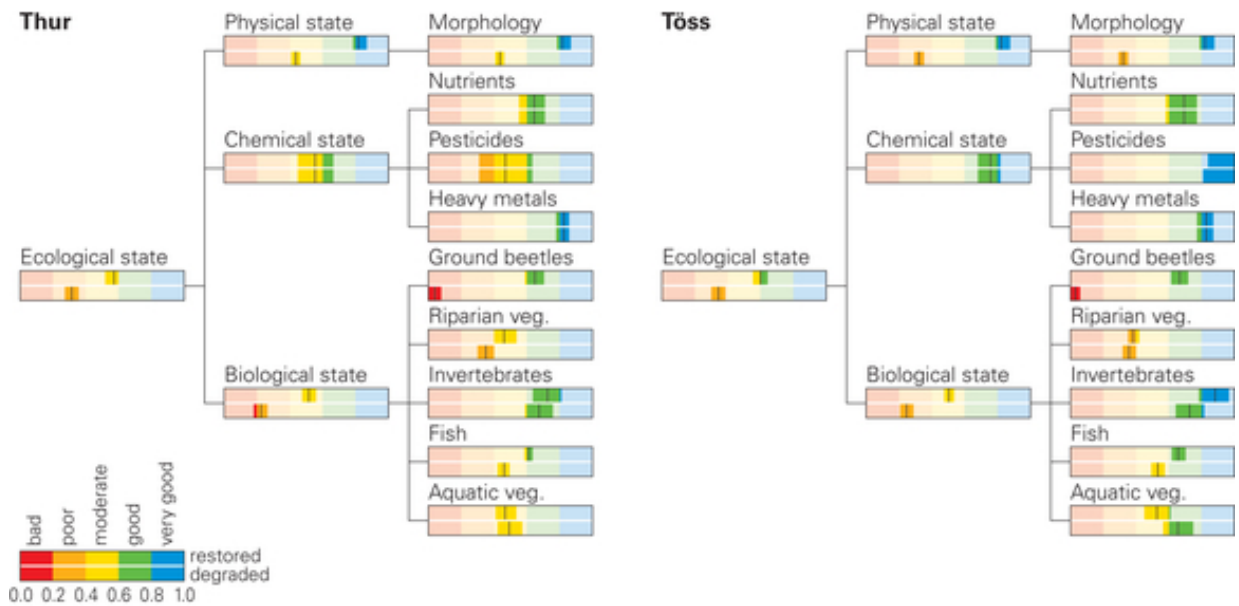 Thur
Physical state
Morphology
Nutrients
Chemical state
Pesticides
Heavy metals
Ecological state
Ground beetles
Riparian veg.
Biological state
Invertebrates
Fish
Aquatic veg.
bad
poor
moderate
good
very good
restored
degraded
0.0 0.2 0.4 0.6 0.8 1.0
Töss
Physical state
Morphology
Nutrients
Chemical state
Pesticides
Heavy metals
Ecological state
Ground beetles
Riparian veg.
Biological state
Invertebrates
Fish
Aquatic veg.